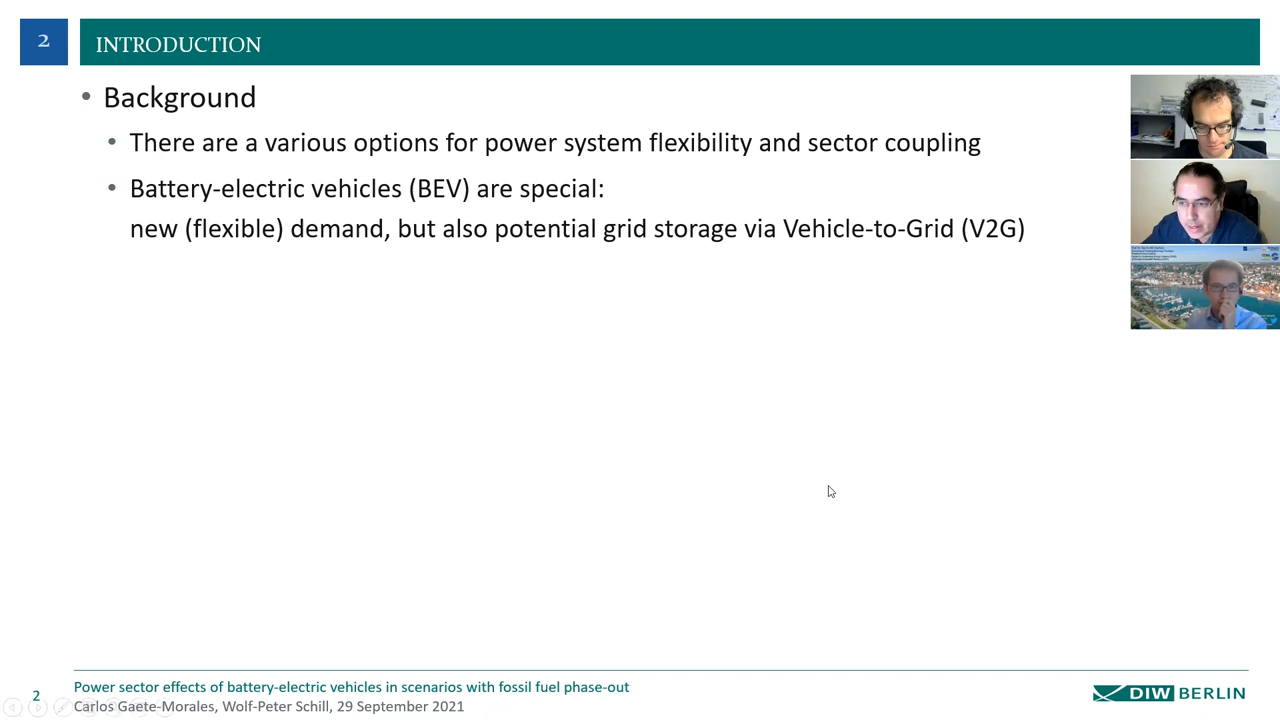 2
INTRODUCTION
• Background
• There are a various options for power system flexibility and sector coupling
• Battery-electric vehicles (BEV) are special:
new (flexible) demand, but also potential grid storage via Vehicle-to-Grid (V2G)
2
Power sector effects of battery-electric vehicles in scenarios with fossil fuel phase-out
Carlos Gaete-Morales, Wolf-Peter Schill, 29 September 2021
DIW BERLIN